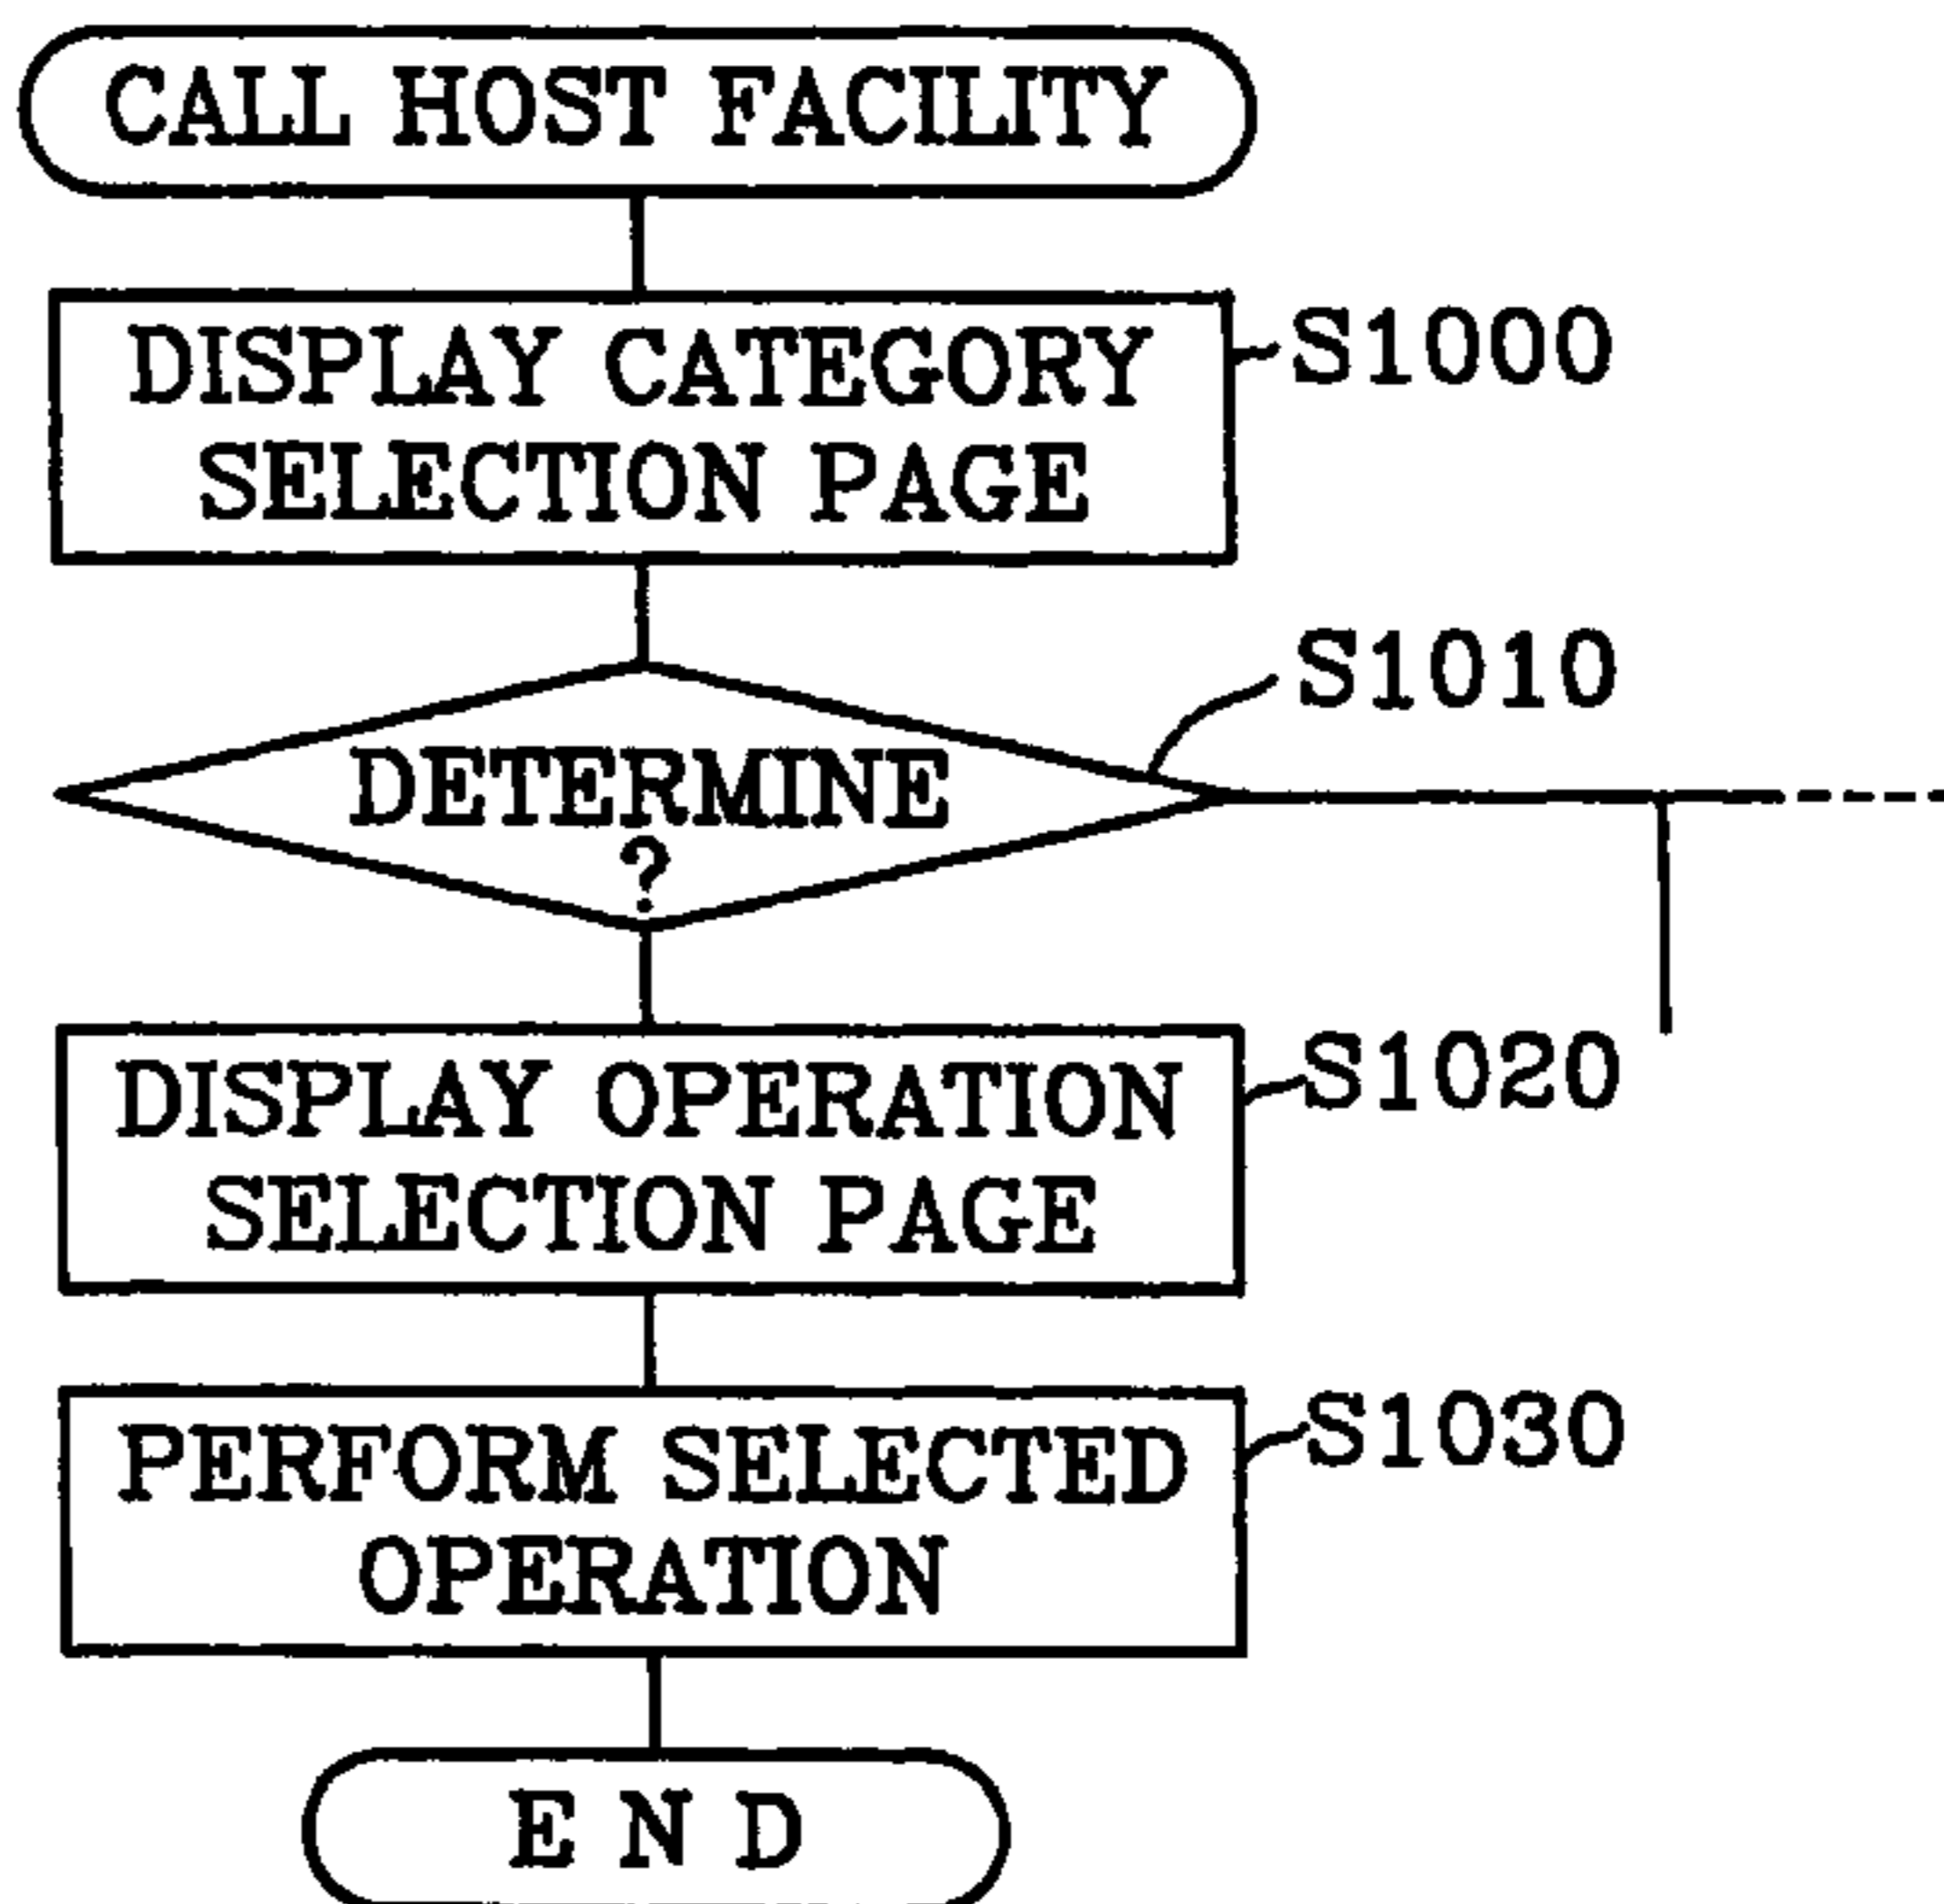 CALL HOST FACILITY
DISPLAY CATEGORY
SELECTION PAGE
S1000
S1010
DETERMINE
?
DISPLAY OPERATION
SELECTION PAGE
S1020
PERFORM SELECTED
OPERATION
S1030
END